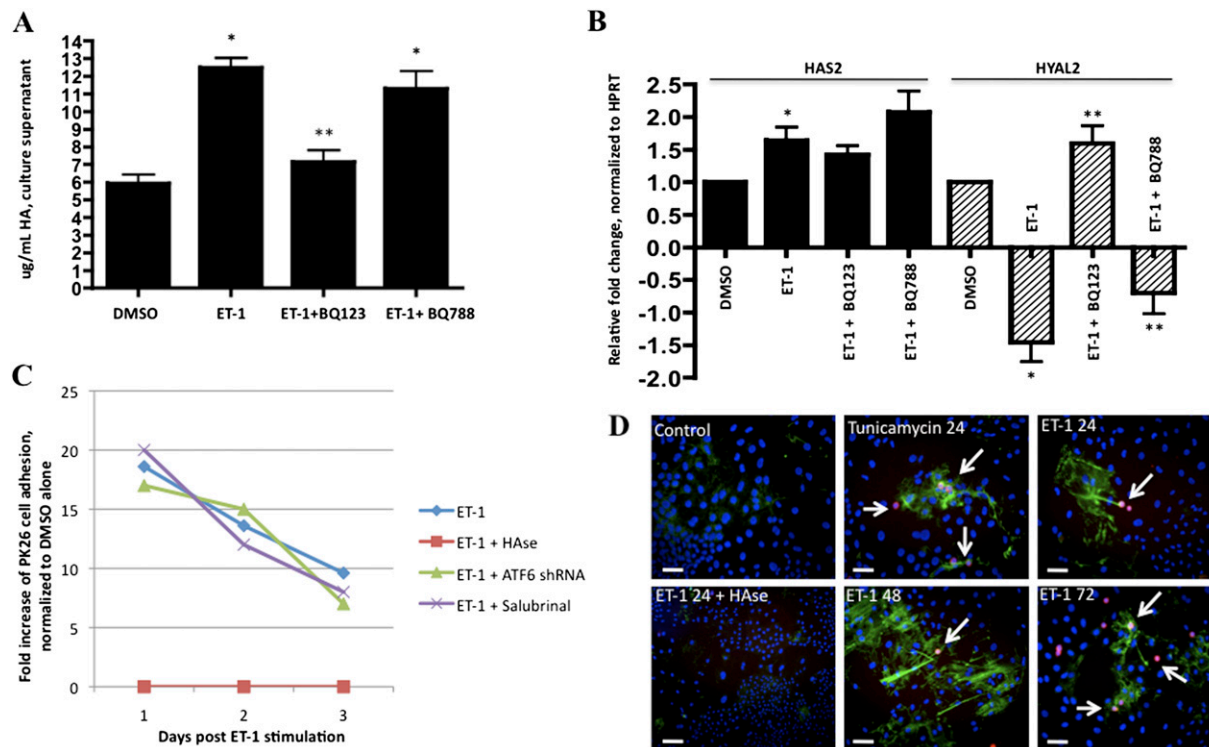 A
ug/mL HA, culture supernatant
14
13
12
11
10
9
8
7
6
5
4
3
2
1
0
*
**
*
DMSO
ET-1
ET-1+BQ123
ET-1+ BQ788
B
Relative fold change, normalized to HPRT
HAS2
HYAL2
2.5
2.0
1.5
1.0
0.5
0.0
-0.5
-1.0
-1.5
-2.0
*
**
*
**
DMSO
ET-1
ET-1 + BQ123
ET-1 + BQ788
DMSO
ET-1
ET-1 + BQ123
ET-1 + BQ788
C
Fold increase of PK26 cell adhesion,
normalized to DMSO alone
25
20
15
10
5
0
1
2
3
Days post ET-1 stimulation
ET-1
ET-1 + HAse
ET-1 + ATF6 shRNA
ET-1 + Salubrinal
D
Control
Tunicamycin 24
ET-1 24
ET-1 24 + HAse
ET-1 48
ET-1 72